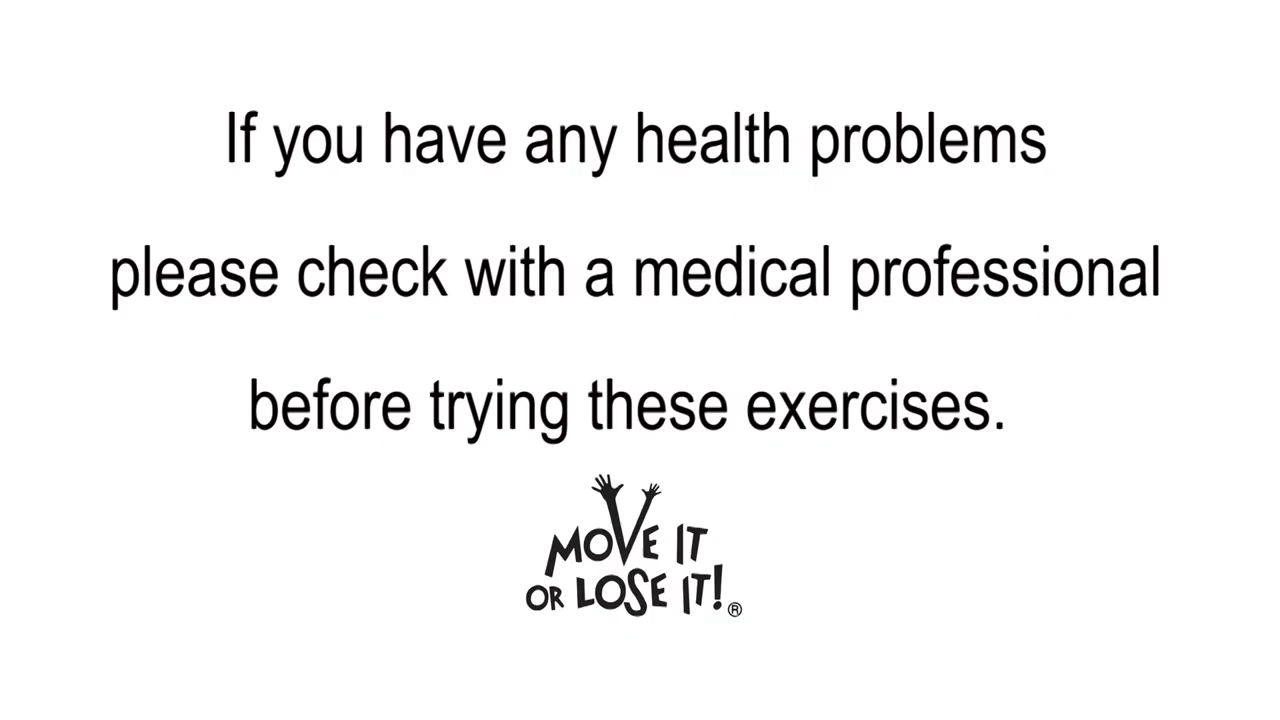 If you have any health problems
please check with a medical professional
before trying these exercises.
MOVE IT
OR LOSE IT!®